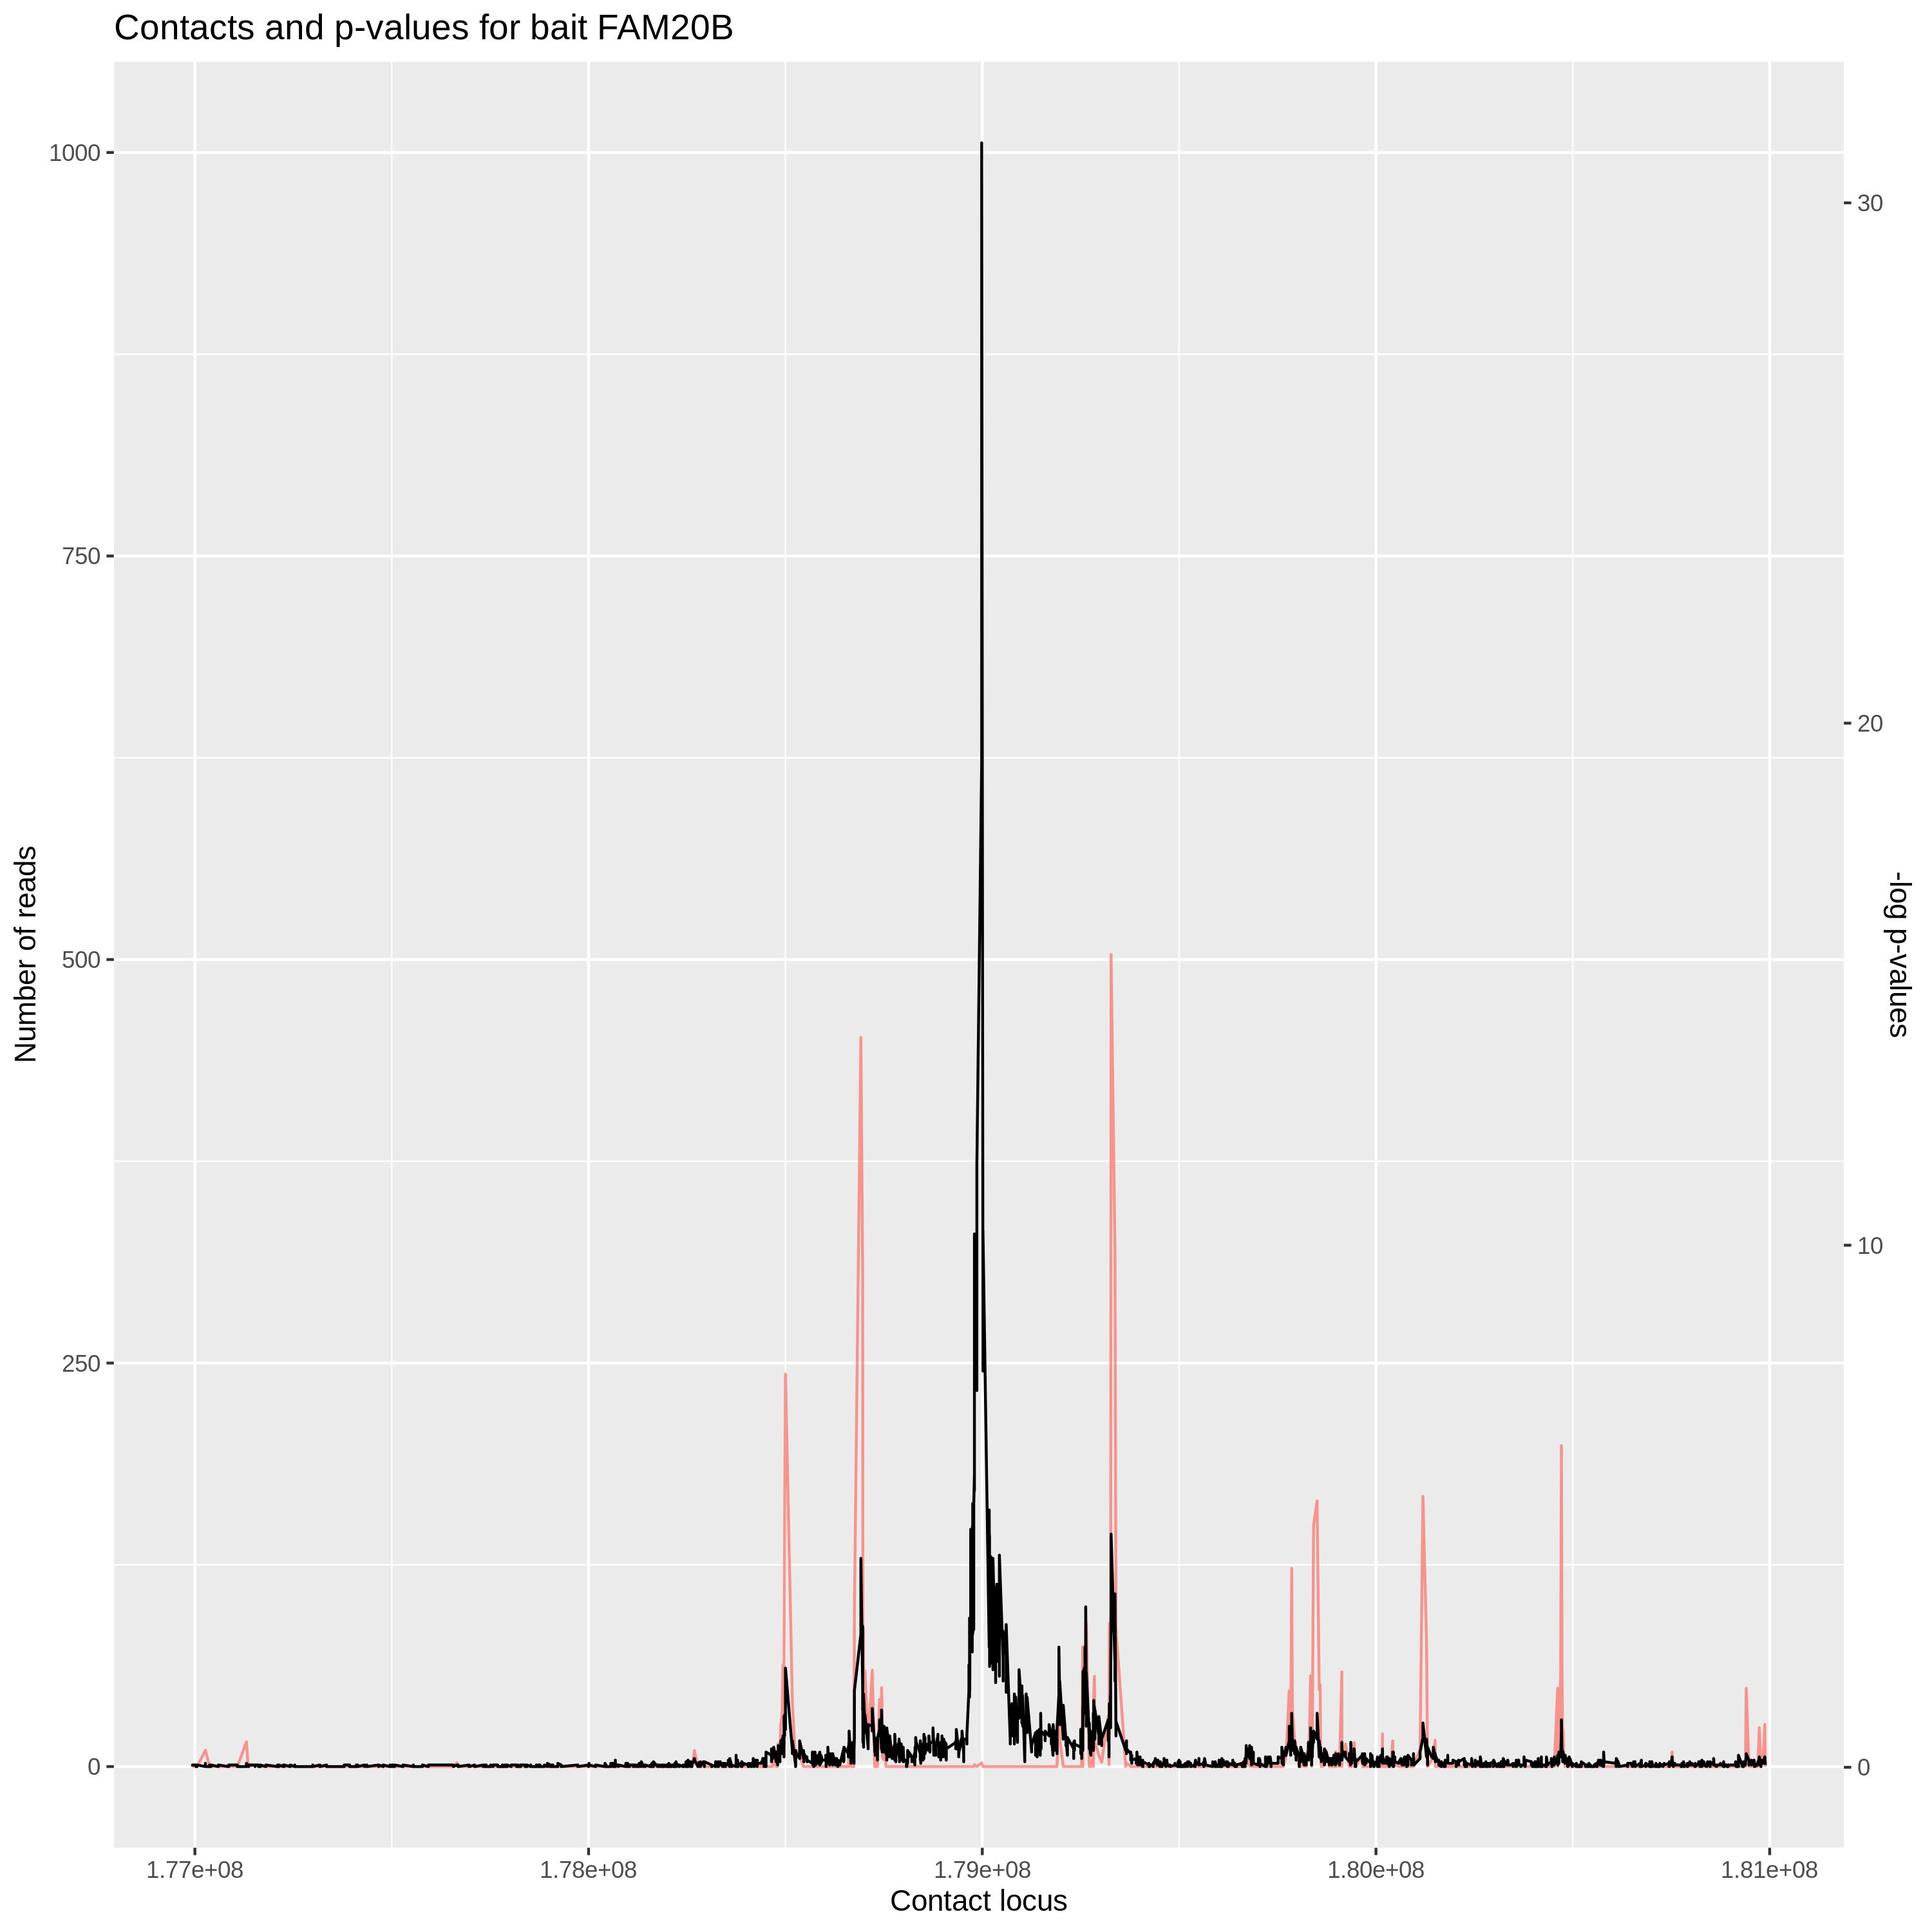 Contacts and p-values for bait FAM20B
1000
750
500
250
0
Number of reads
30
20
10
0
-log p-values
1.77e+08
1.78e+08
1.79e+08
1.80e+08
1.81e+08
Contact locus